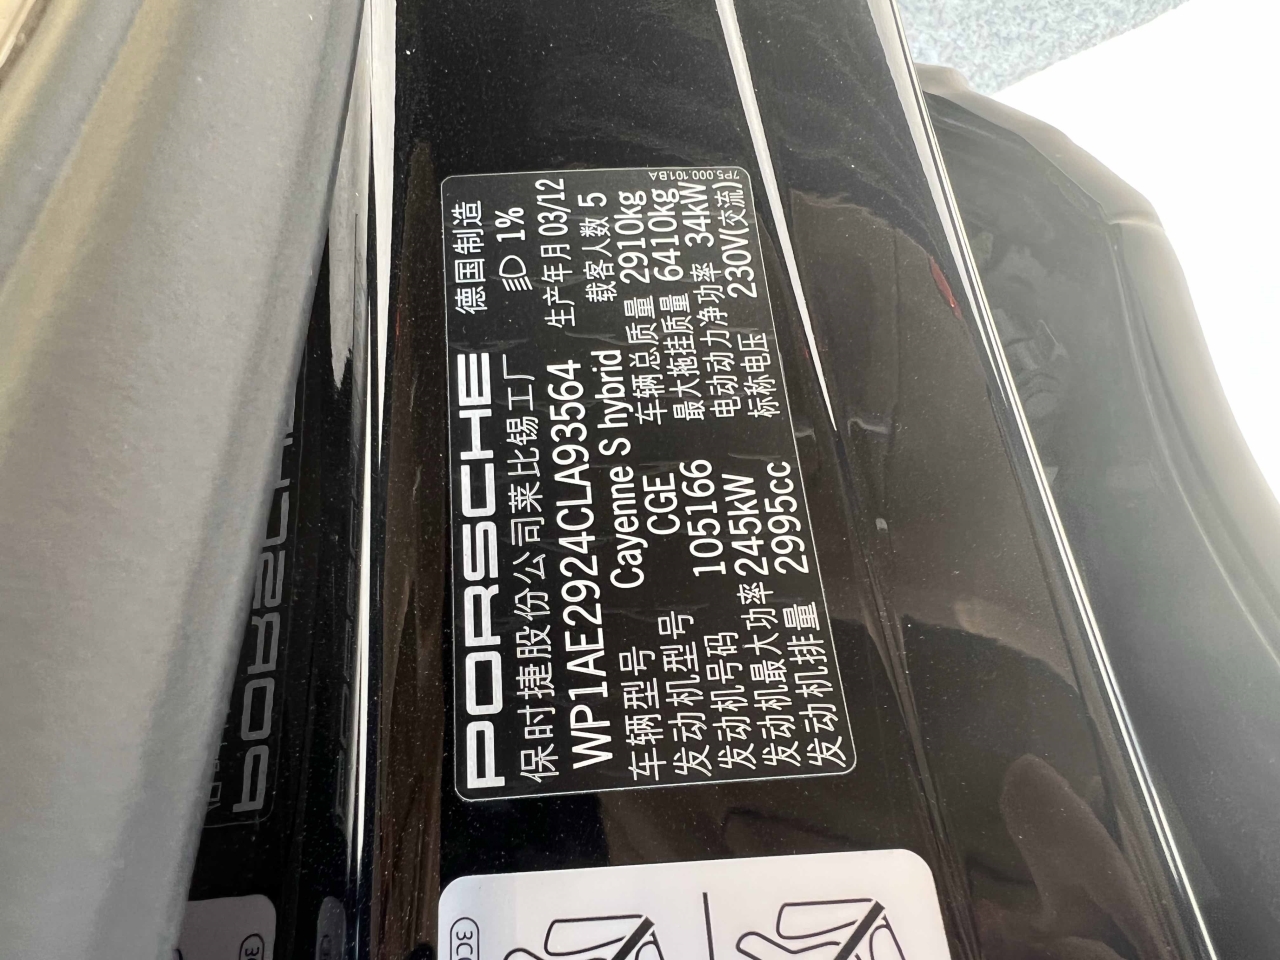 PORSCHE 德国制造
保时捷股份公司莱比锡工厂 1%
WP1AE2924CLA93564 生产年月 03/12
车辆型号 Cayenne S hybrid 载客人数 5
发动机型号 CGE 车辆总质量 2910kg
发动机号码 105166 最大拖挂质量 6410kg
发动机最大功率 245kW 电动动力净功率 34kW
发动机排量 2995cc 标称电压 230V(交流)
7P5.000.101.BA